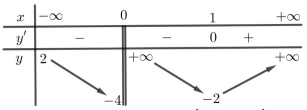 x −∞ 0 1 +∞
y′ − − 0 +
y 2 +∞ +∞
−4 −2